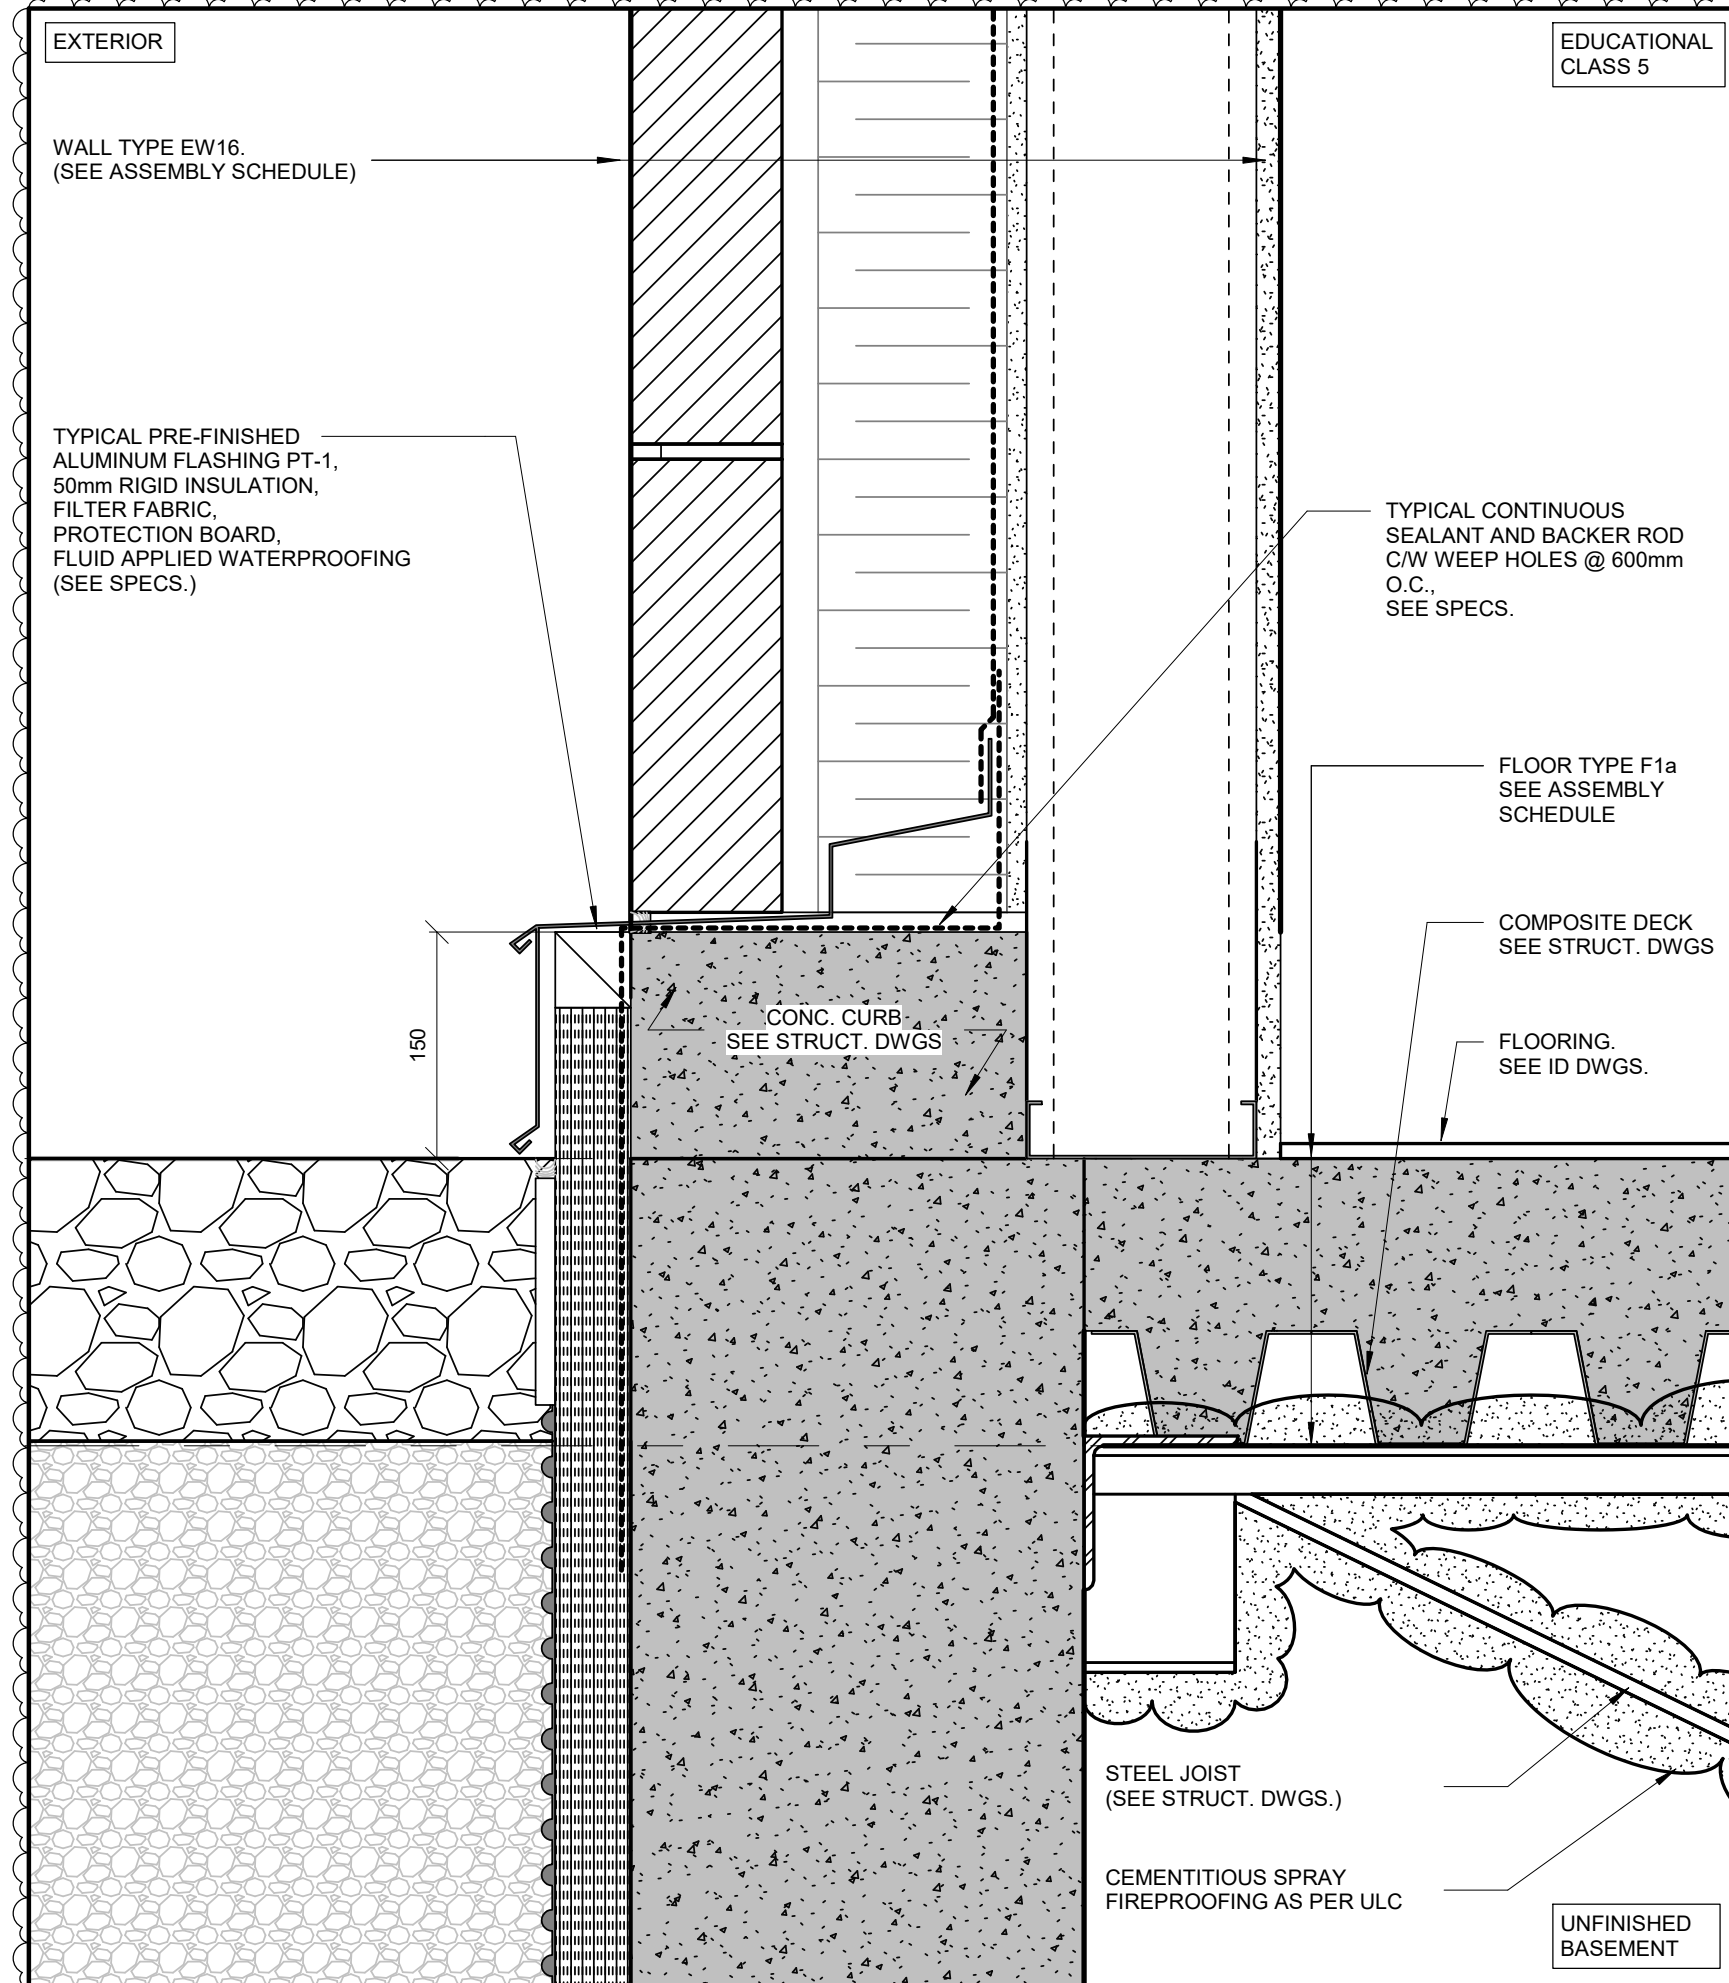 EXTERIOR
EDUCATIONAL
CLASS 5
WALL TYPE EW16.
(SEE ASSEMBLY SCHEDULE)
TYPICAL PRE-FINISHED
ALUMINUM FLASHING PT-1,
50mm RIGID INSULATION,
FILTER FABRIC,
PROTECTION BOARD,
FLUID APPLIED WATERPROOFING
(SEE SPECS.)
TYPICAL CONTINUOUS
SEALANT AND BACKER ROD
C/W WEEP HOLES @ 600mm
O.C.,
SEE SPECS.
FLOOR TYPE F1a
SEE ASSEMBLY
SCHEDULE
COMPOSITE DECK
SEE STRUCT. DWGS
150
CONC. CURB
SEE STRUCT. DWGS
FLOORING.
SEE ID DWGS.
STEEL JOIST
(SEE STRUCT. DWGS.)
CEMENTITIOUS SPRAY
FIREPROOFING AS PER ULC
UNFINISHED
BASEMENT